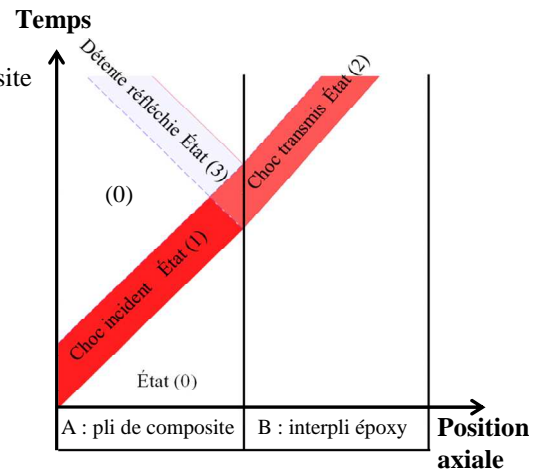 Temps
site
Détente réfléchie État (3)
Choc transmis État (2)
(0)
Choc incident État (1)
État (0)
A : pli de composite
B : interpli époxy
Position
axiale